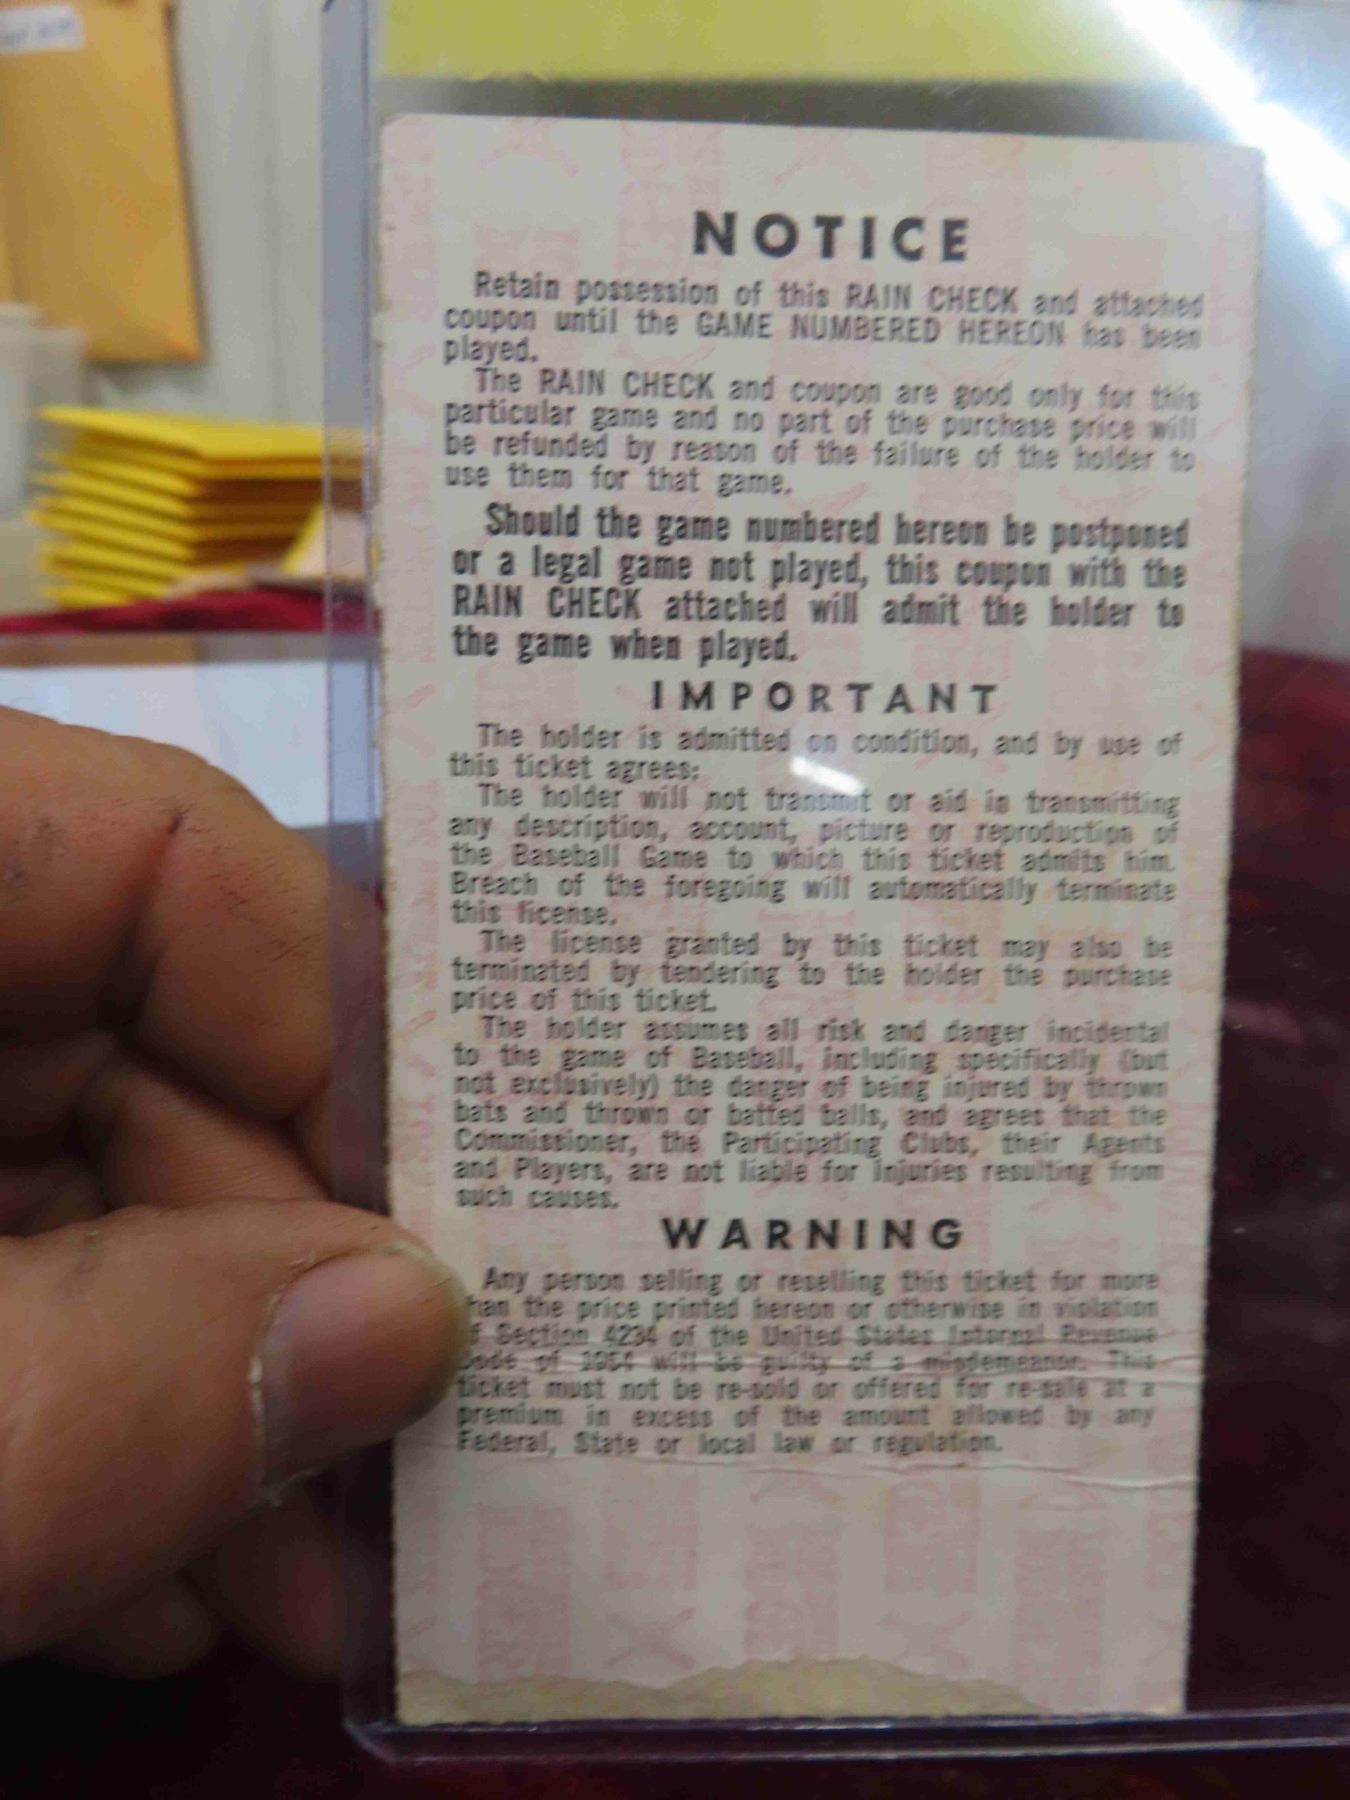 NOTICE
Retain possession of this RAIN CHECK and attached
coupon until the GAME NUMBERED HEREON has been
played.
The RAIN CHECK and coupon are good only for this
particular game and no part of the purchase price will
be refunded by reason of the failure of the holder to
use them for that game.
Should the game numbered hereon be postponed
or a legal game not played, this coupon with the
RAIN CHECK attached will admit the holder to
the game when played.
IMPORTANT
The holder is admitted on condition, and by use of
this ticket agrees:
The holder will not transmit or aid in transmitting
any description, account, picture or reproduction of
the Baseball Game to which this ticket admits him.
Breach of the foregoing will automatically terminate
this license.
The license granted by this ticket may also be
terminated by tendering to the holder the purchase
price of this ticket.
The holder assumes all risk and danger incidental
to the game of Baseball, including specifically (but
not exclusively) the danger of being injured by thrown
bats and thrown or batted balls, and agrees that the
Commissioner, the Participating Clubs, their Agents
and Players, are not liable for injuries resulting from
such causes.
WARNING
Any person selling or reselling this ticket for more
han the price printed hereon or otherwise in violation
f Section 4234 of the United States Internal Revenue
Code of 1954 will be guilty of a misdemeanor. This
ticket must not be re-sold or offered for re-sale at a
premium in excess of the amount allowed by any
Federal, State or local law or regulation.